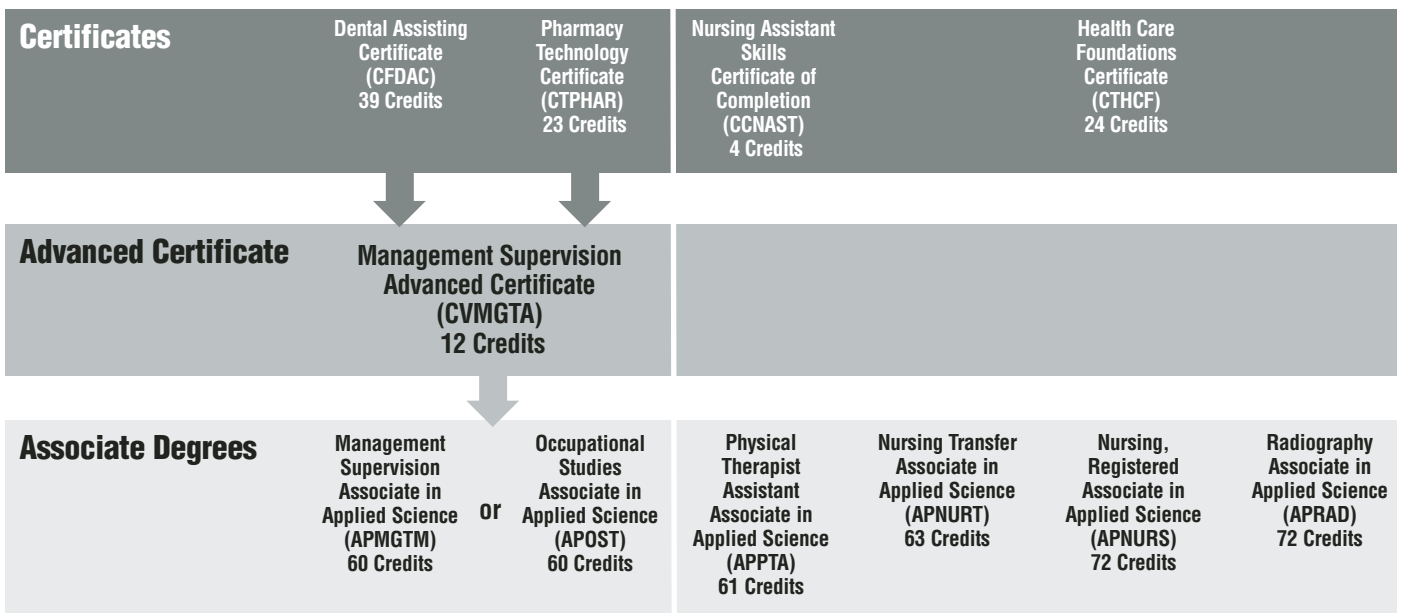 Certificates
Dental Assisting
Certificate
(CFDAC)
39 Credits
Pharmacy
Technology
Certificate
(CTPHAR)
23 Credits
Nursing Assistant
Skills
Certificate of
Completion
(CCNAST)
4 Credits
Health Care
Foundations
Certificate
(CTHCF)
24 Credits
Advanced Certificate
Management Supervision
Advanced Certificate
(CVMGTA)
12 Credits
Associate Degrees
Management
Supervision
Associate in
Applied Science
(APMGTM)
60 Credits
or
Occupational
Studies
Associate in
Applied Science
(APOST)
60 Credits
Physical
Therapist
Assistant
Associate in
Applied Science
(APPTA)
61 Credits
Nursing Transfer
Associate in
Applied Science
(APNURT)
63 Credits
Nursing,
Registered
Associate in
Applied Science
(APNURS)
72 Credits
Radiography
Associate in
Applied Science
(APRAD)
72 Credits